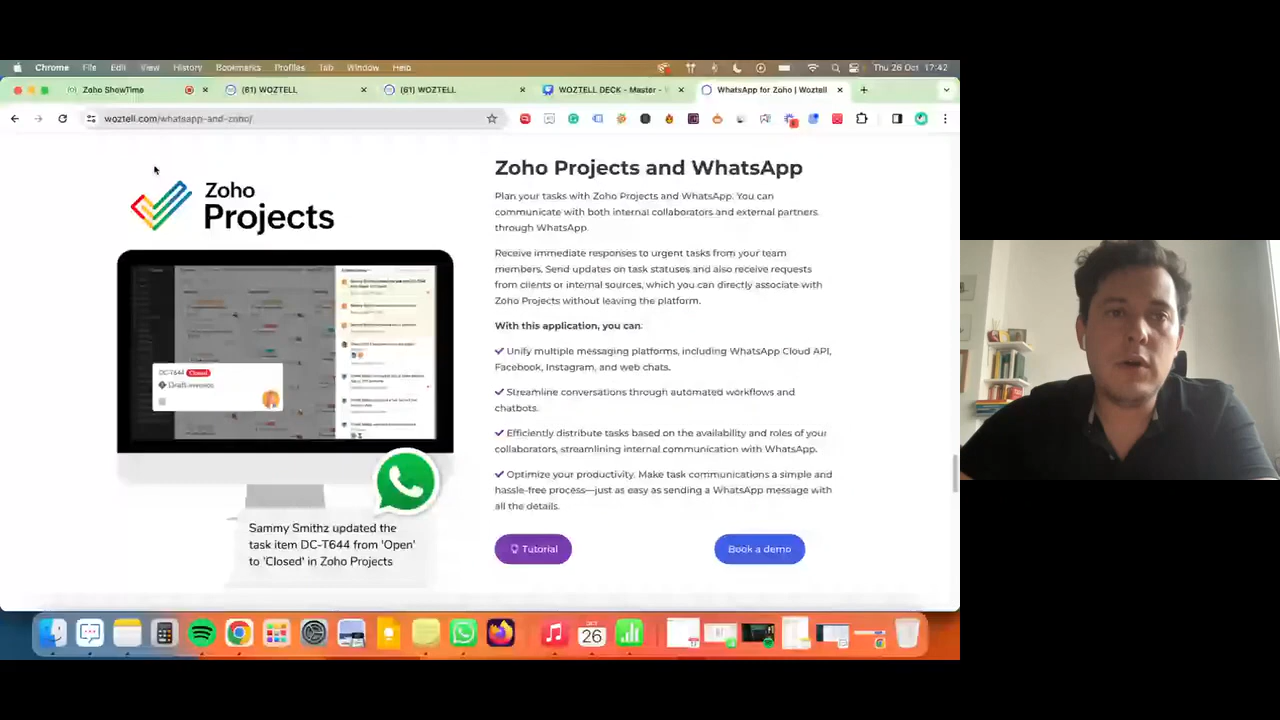 Chrome File Edit View History Bookmarks Profiles Tab Window Help Thu 26 Oct 17:42
Zoho ShowTime (61) WOZTELL (61) WOZTELL WOZTELL DECK - Master - WhatsApp for Zoho | Woztell
woztell.com/whatsapp-and-zoho/
Zoho
Projects
DC-T644 Closed
Draft invoices
Sammy Smithz updated the
task item DC-T644 from 'Open'
to 'Closed' in Zoho Projects
Zoho Projects and WhatsApp
Plan your tasks with Zoho Projects and WhatsApp. You can
communicate with both internal collaborators and external partners
through WhatsApp.
Receive immediate responses to urgent tasks from your team
members. Send updates on task statuses and also receive requests
from clients or internal sources, which you can directly associate with
Zoho Projects without leaving the platform.
With this application, you can.
Unify multiple messaging platforms, including WhatsApp Cloud API,
Facebook, Instagram, and web chats.
Streamline conversations through automated workflows and
chatbots.
Efficiently distribute tasks based on the availability and roles of your
collaborators, streamlining internal communication with WhatsApp.
Optimize your productivity. Make task communications a simple and
hassle-free process—just as easy as sending a WhatsApp message with
all the details.
Tutorial Book a demo
26